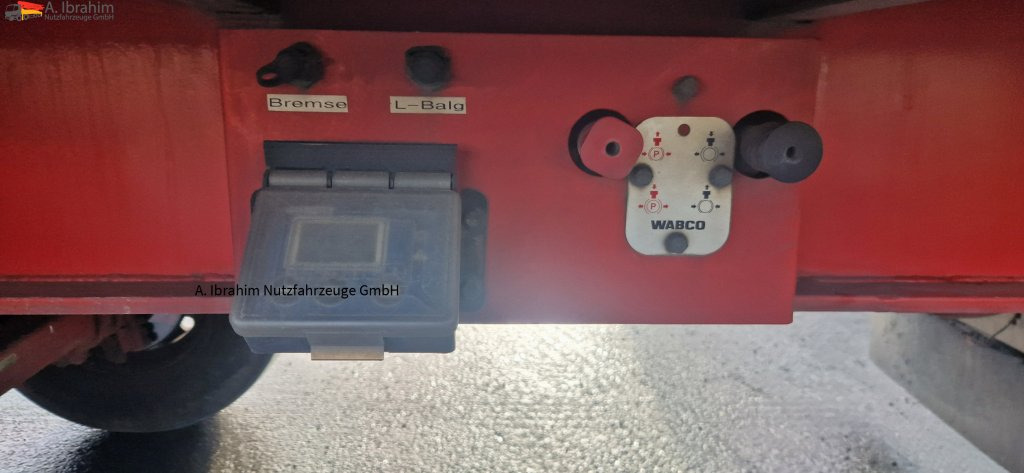 A. Ibrahim
Nutzfahrzeuge GmbH
Bremse
L-Balg
P
P
WABCO
A. Ibrahim Nutzfahrzeuge GmbH